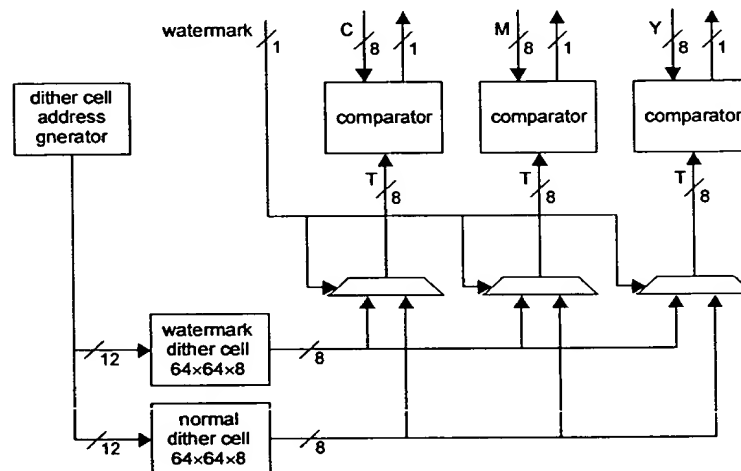 watermark 1 C 8 1 M 8 1 Y 8 1
dither cell
address
gnerator
comparator comparator comparator
T 8 T 8 T 8
watermark
dither cell
64×64×8
12 8
normal
dither cell
64×64×8
12 8